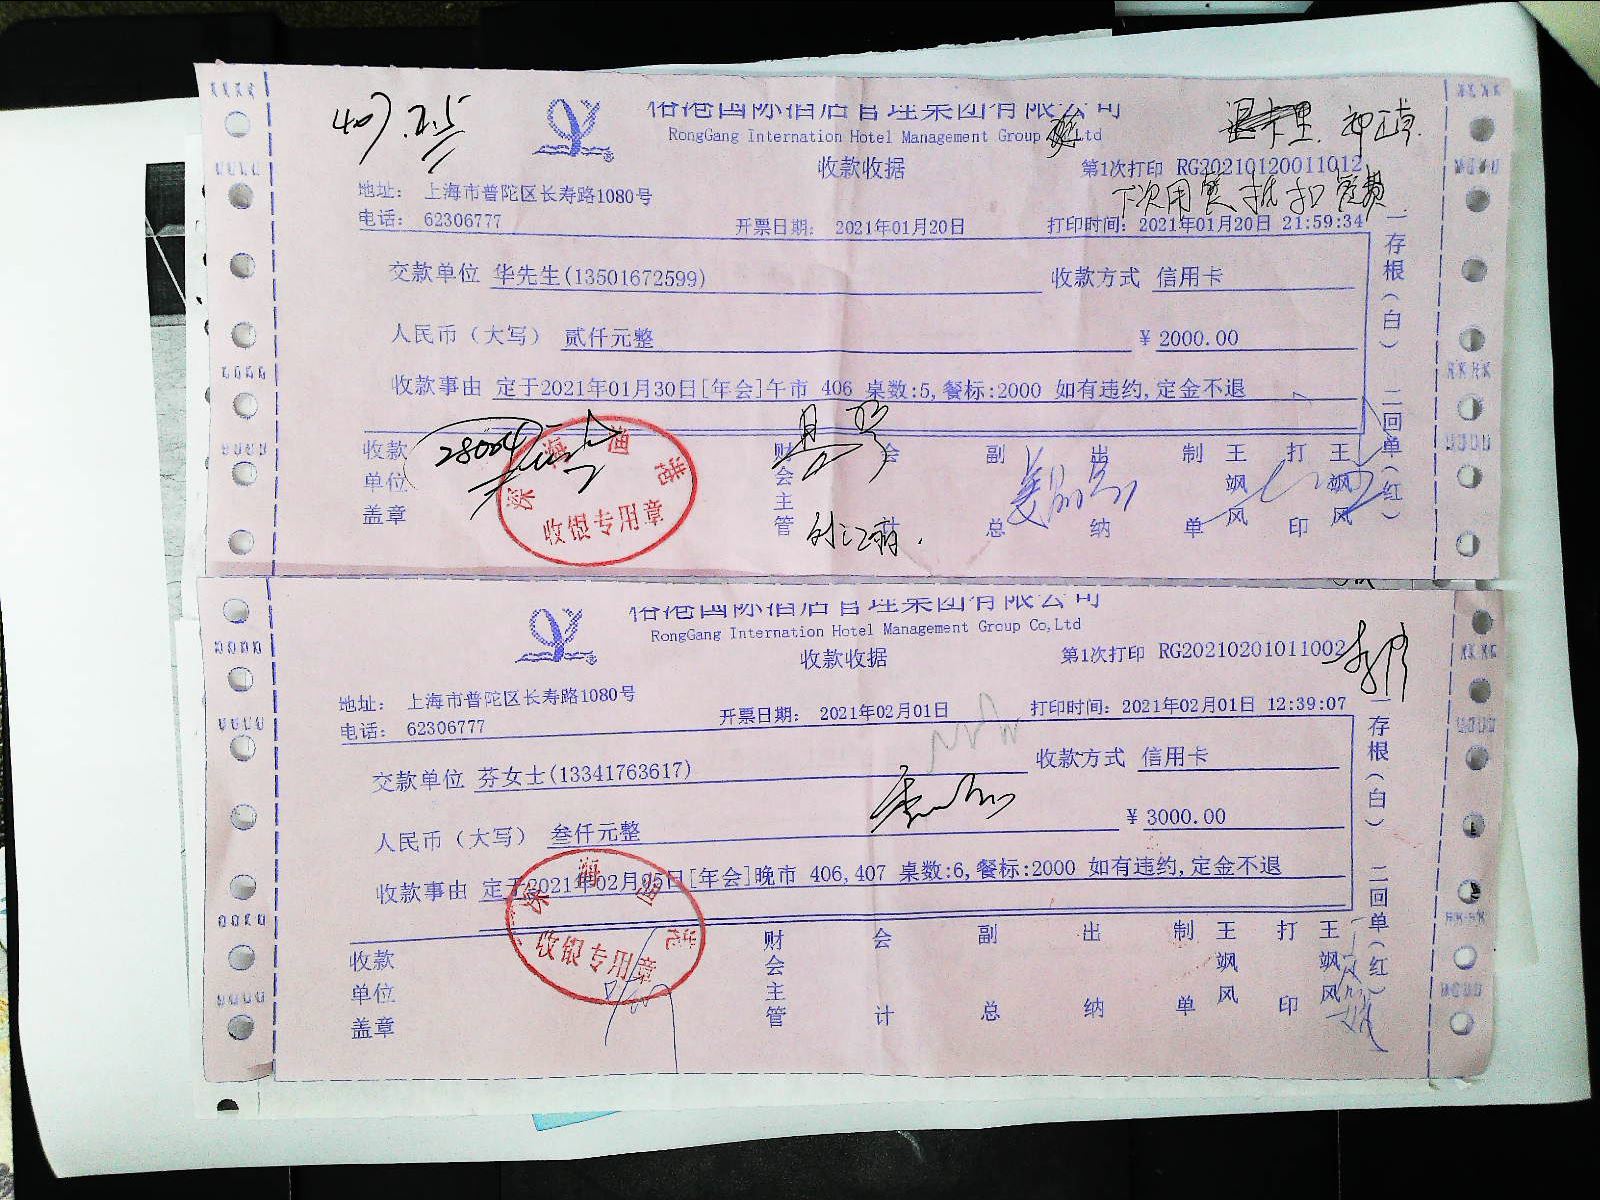 国际酒店管理集团有限公司
RongGang Internation Hotel Management Group Ltd
收款收据
第1次打印 RG20210120011012
地址: 上海市普陀区长寿路1080号
下次用餐抵扣餐费
电话: 62306777
开票日期: 2021年01月20日
打印时间: 2021年01月20日 21:59:34
交款单位 华先生(13501672599)
收款方式 信用卡
人民币(大写) 贰仟元整
¥ 2000.00
收款事由 定于2021年01月30日[年会]午市 406 桌数:5,餐标:2000 如有违约,定金不退
收款单位盖章
深海迪港
收银专用章
财会主管
会计
副总
出纳
制单
王飒风
打印
王飒风
一存根(白) 二回单(红)
国际酒店管理集团有限公司
RongGang Internation Hotel Management Group Co,Ltd
收款收据
第1次打印 RG20210201011002
地址: 上海市普陀区长寿路1080号
电话: 62306777
开票日期: 2021年02月01日
打印时间: 2021年02月01日 12:39:07
交款单位 芬女士(13341763617)
收款方式 信用卡
人民币(大写) 叁仟元整
¥ 3000.00
收款事由 定于2021年02月05日[年会]晚市 406,407 桌数:6,餐标:2000 如有违约,定金不退
收款单位盖章
深海迪港
收银专用章
财会主管
会计
副总
出纳
制单
王飒风
打印
王飒风
一存根(白) 二回单(红)